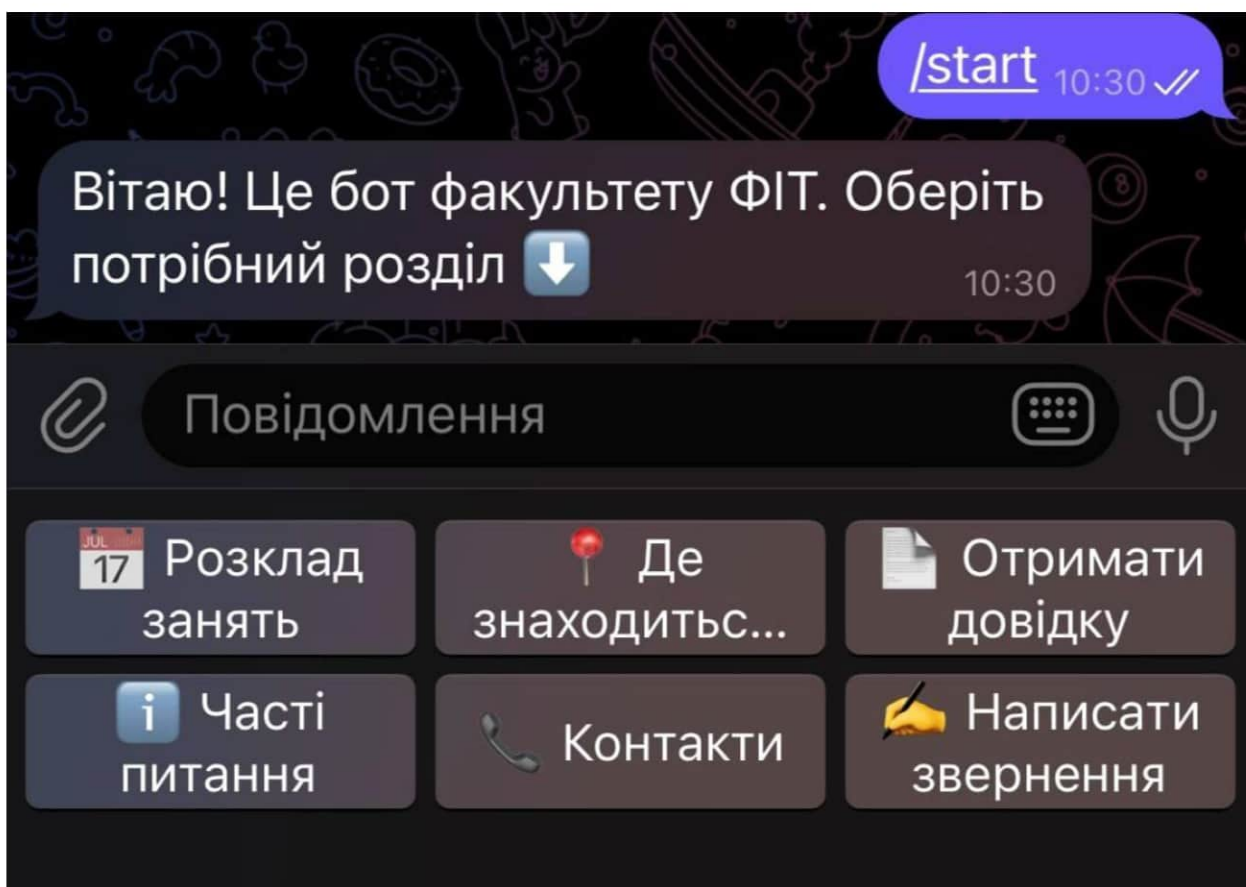 /start 10:30
Вітаю! Це бот факультету ФІТ. Оберіть
потрібний розділ ⬇️
10:30
Повідомлення
📅 Розклад
занять
📍 Де
знаходитьс...
📄 Отримати
довідку
ℹ️ Часті
питання
📞 Контакти
✍️ Написати
звернення